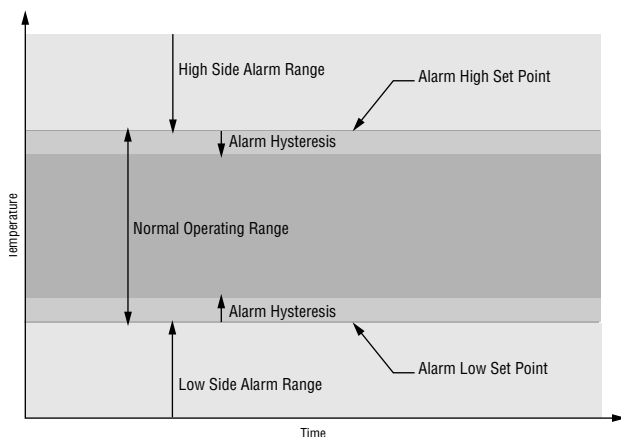 High Side Alarm Range
Alarm High Set Point
Alarm Hysteresis
Temperature
Normal Operating Range
Alarm Hysteresis
Alarm Low Set Point
Low Side Alarm Range
Time